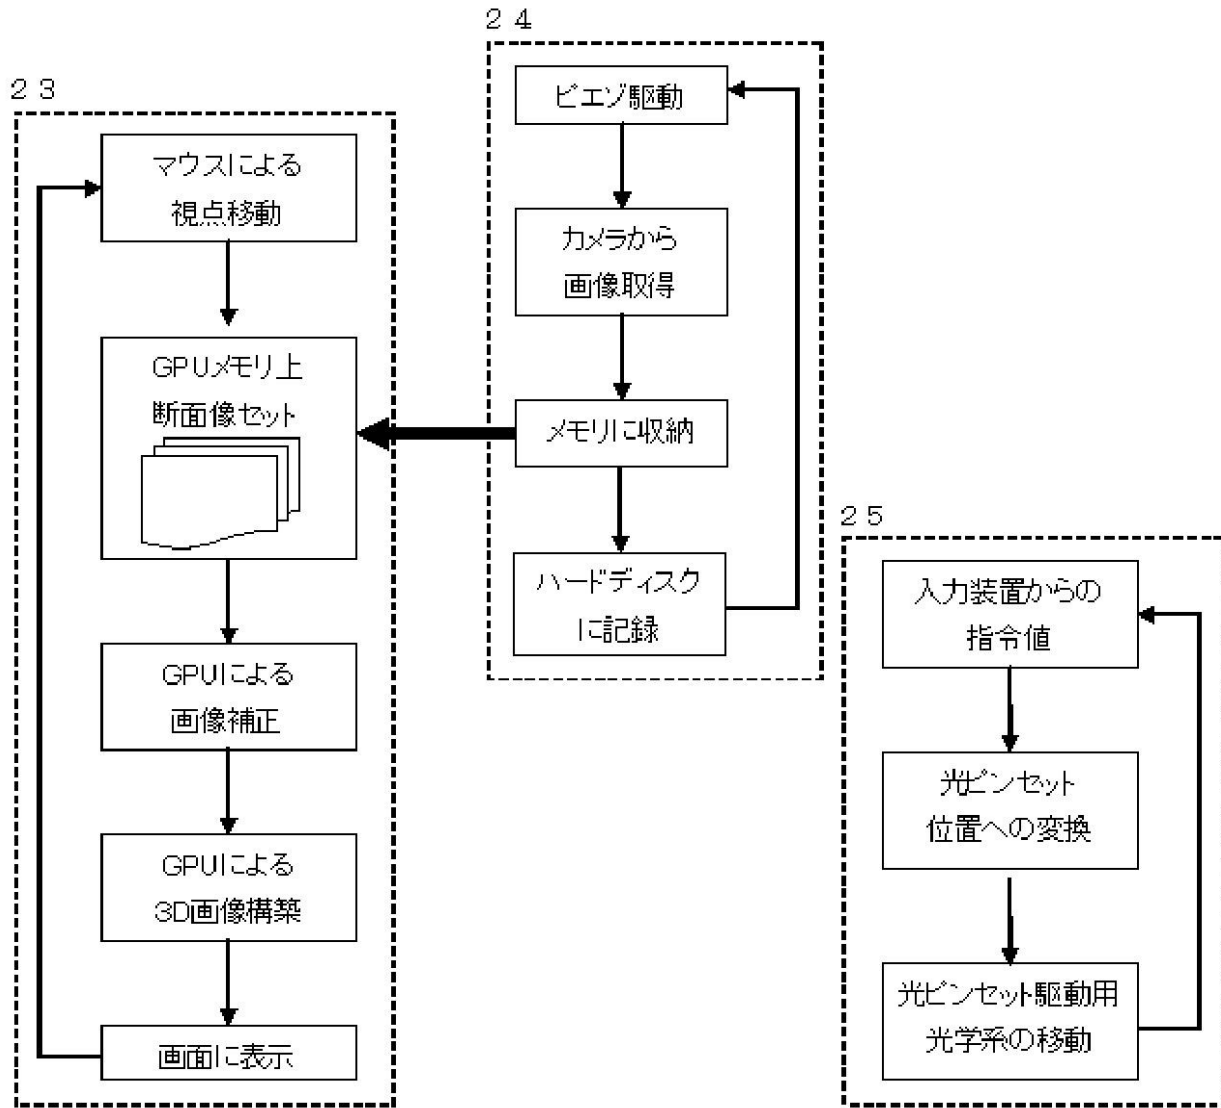 ２３
マウスによる
視点移動
GPUメモリ上
断面像セット
GPUによる
画像補正
GPUによる
3D画像構築
画面に表示
２４
ピエゾ駆動
カメラから
画像取得
メモリに収納
ハードディスク
に記録
２５
入力装置からの
指令値
光ピンセット
位置への変換
光ピンセット駆動用
光学系の移動